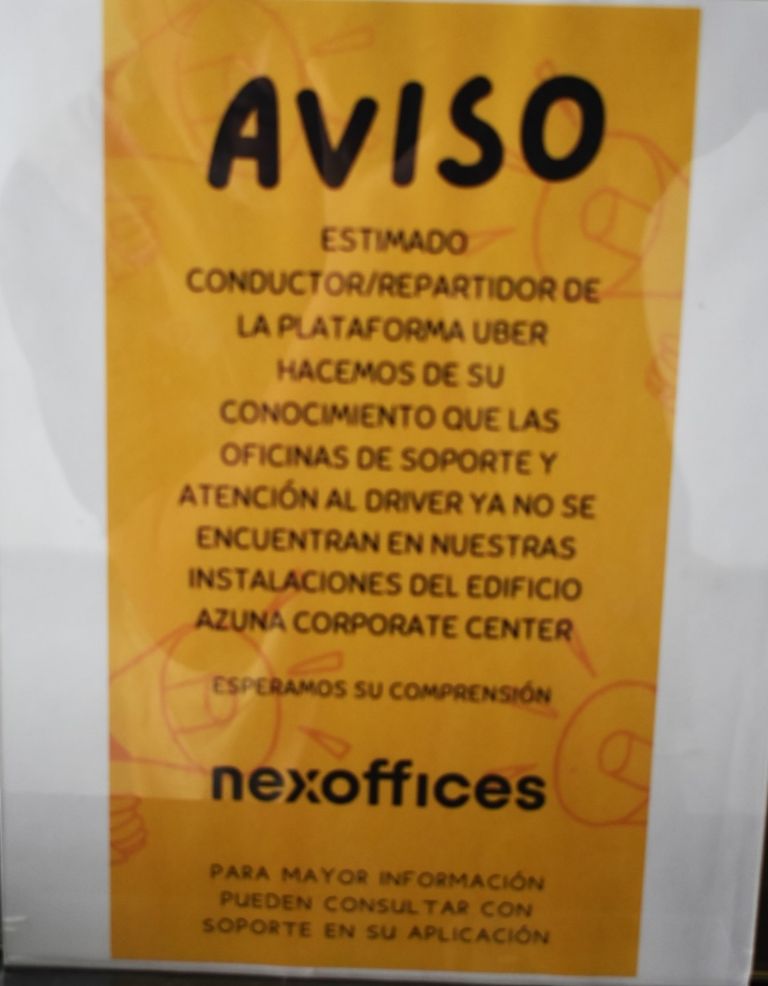 AVISO
ESTIMADO
CONDUCTOR/REPARTIDOR DE
LA PLATAFORMA UBER
HACEMOS DE SU
CONOCIMIENTO QUE LAS
OFICINAS DE SOPORTE Y
ATENCIÓN AL DRIVER YA NO SE
ENCUENTRAN EN NUESTRAS
INSTALACIONES DEL EDIFICIO
AZUNA CORPORATE CENTER
ESPERAMOS SU COMPRENSIÓN
nexoffices
PARA MAYOR INFORMACIÓN
PUEDEN CONSULTAR CON
SOPORTE EN SU APLICACIÓN